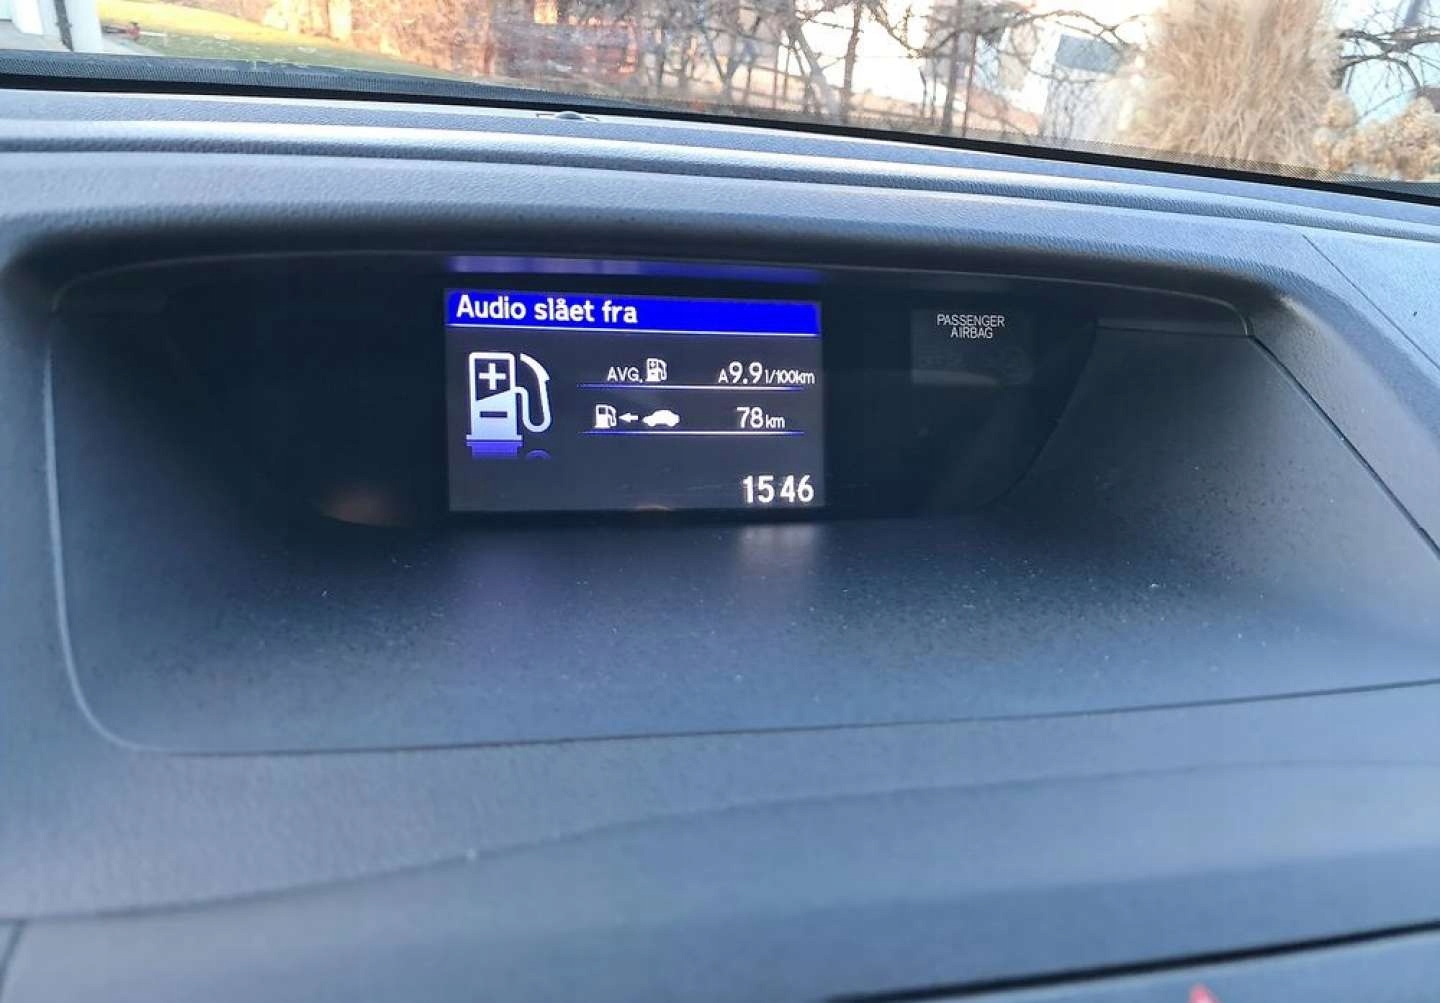 Audio slået fra
AVG. A9.9 l/100km
78 km
15 46
PASSENGER
AIRBAG